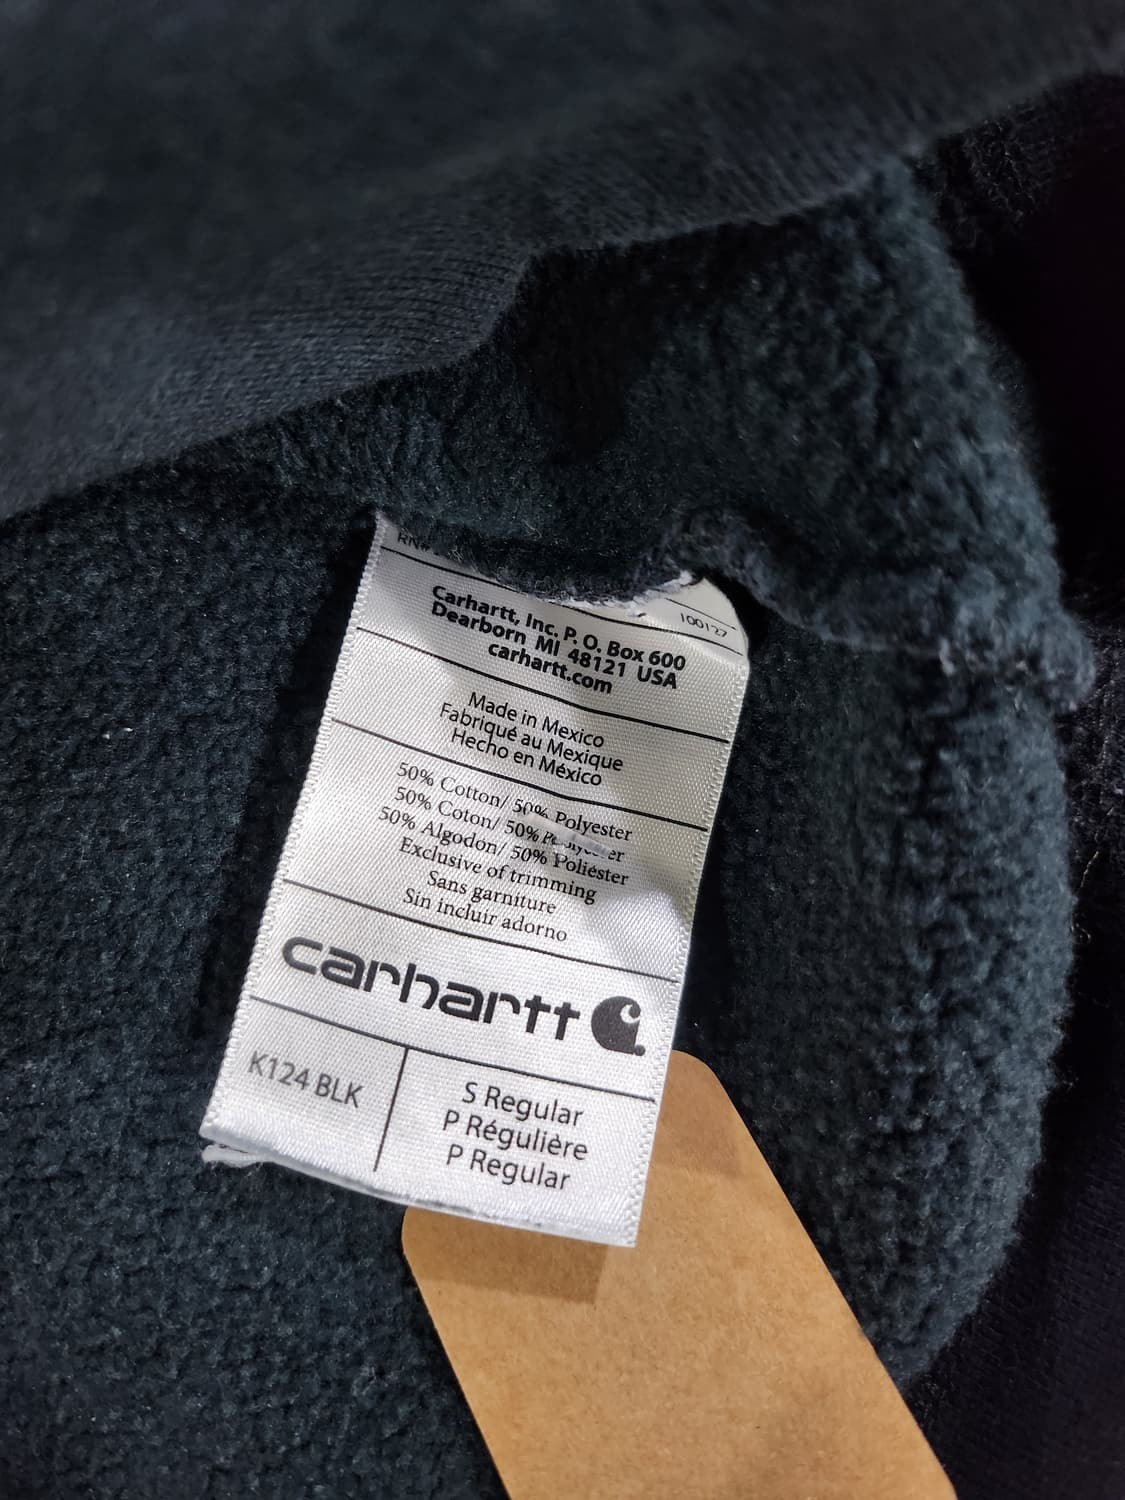 RN#
100127
Carhartt, Inc. P. O. Box 600
Dearborn MI 48121 USA
carhartt.com
Made in Mexico
Fabriqué au Mexique
Hecho en México
50% Cotton/ 50% Polyester
50% Coton/ 50%
50% Algodon/ 50% Poliéster
Exclusive of trimming
Sans garniture
Sin incluir adorno
carhartt
K124 BLK
S Regular
P Régulière
P Regular